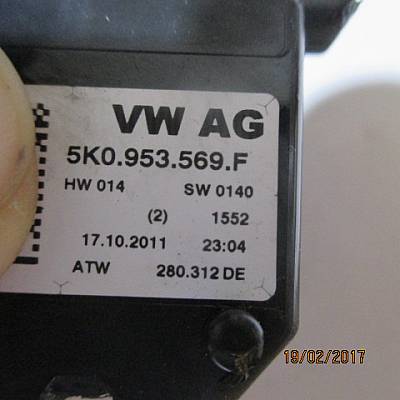 VW AG
5K0.953.569.F
HW 014 SW 0140
(2) 1552
17.10.2011 23:04
ATW 280.312 DE
19/02/2017